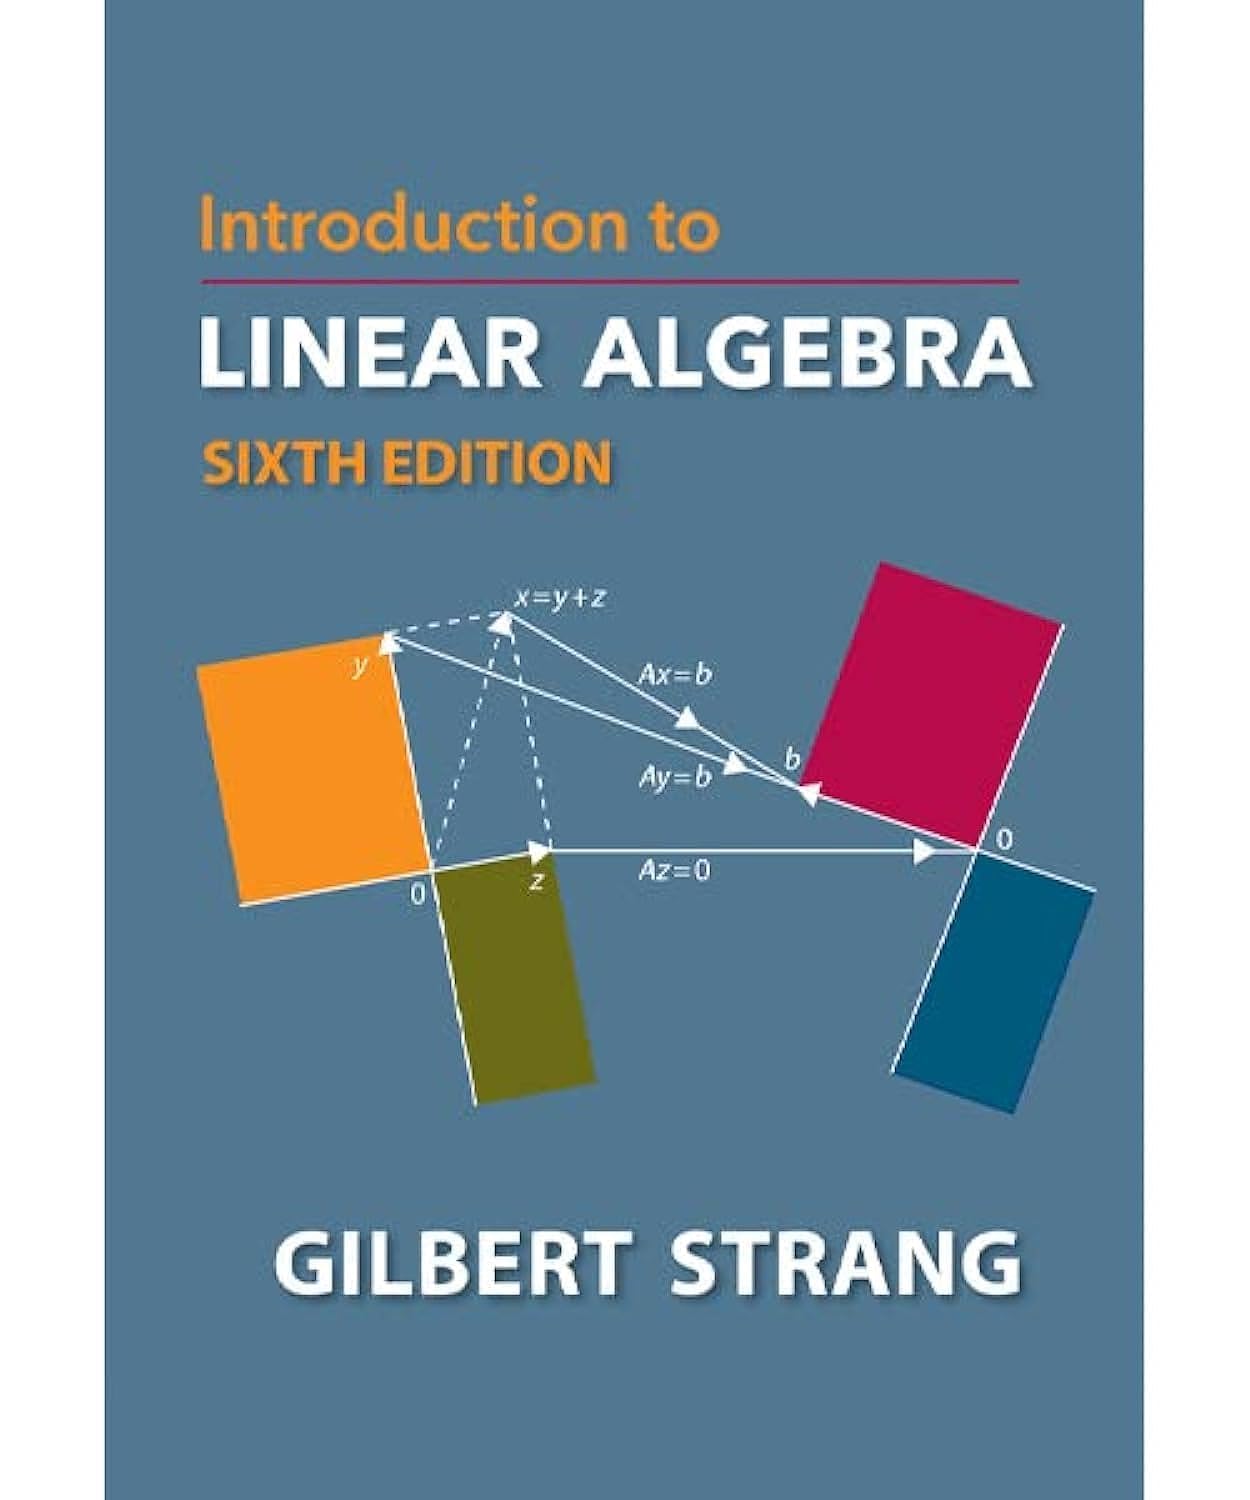 Introduction to
LINEAR ALGEBRA
SIXTH EDITION
x=y+z
y
Ax=b
b
Ay=b
0
Az=0
z
0
GILBERT STRANG